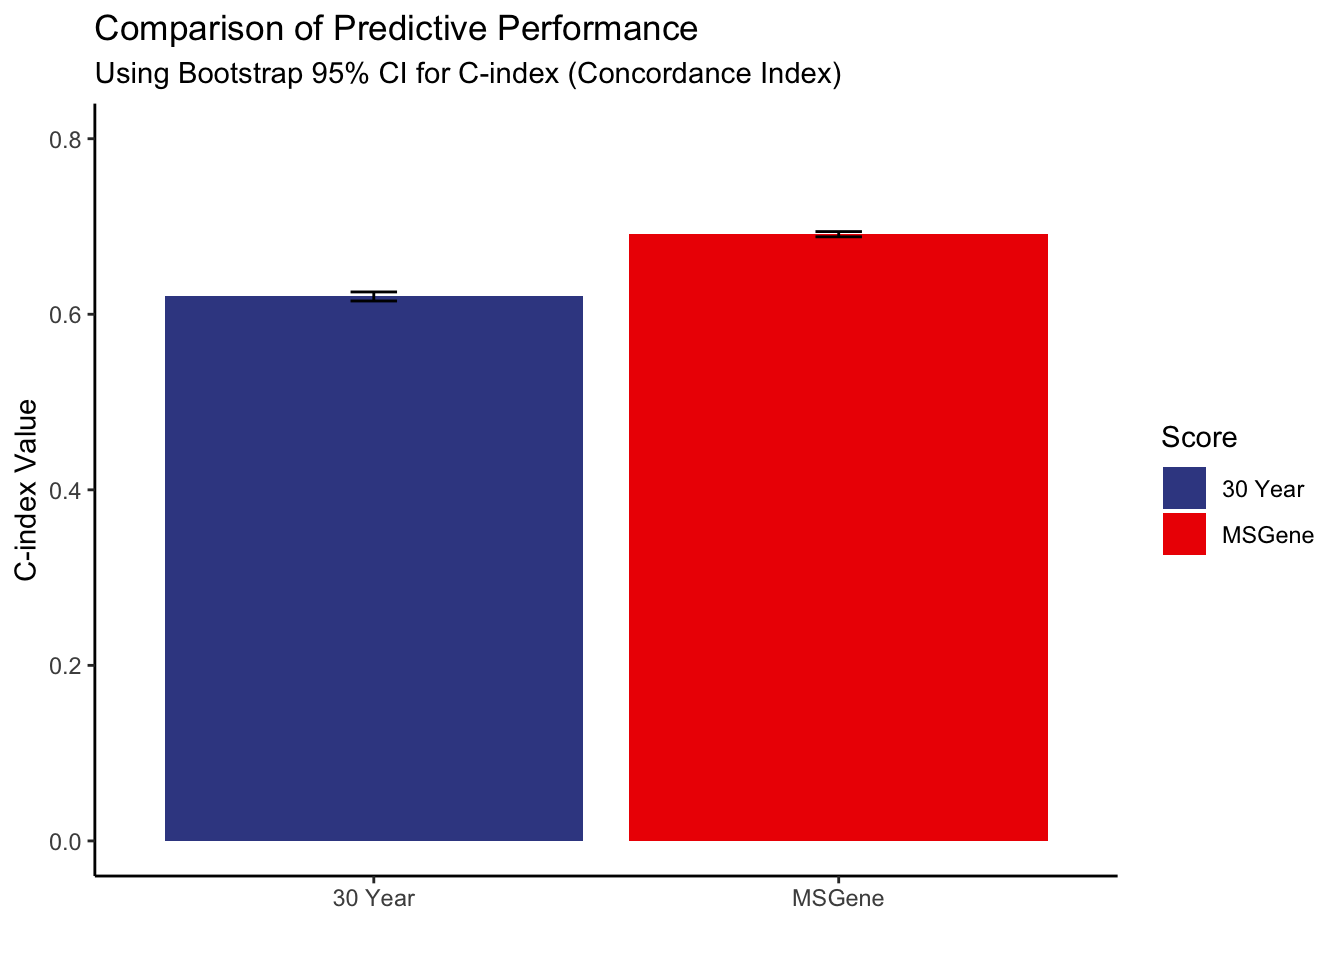 Comparison of Predictive Performance
Using Bootstrap 95% CI for C-index (Concordance Index)
C-index Value
0.8
0.6
0.4
0.2
0.0
30 Year
MSGene
Score
30 Year
MSGene